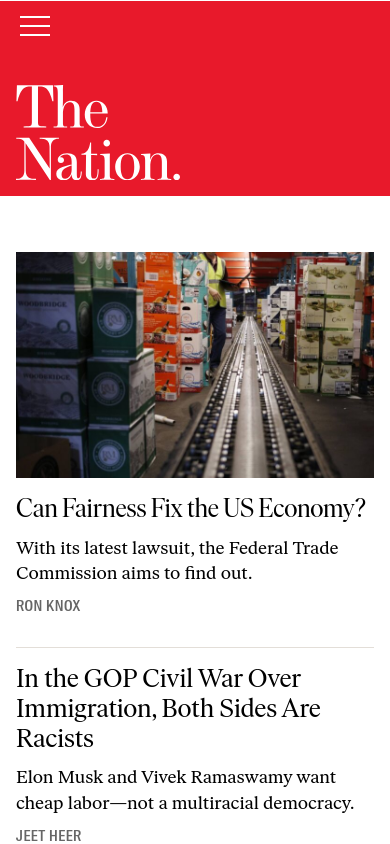 The
Nation.
Can Fairness Fix the US Economy?
With its latest lawsuit, the Federal Trade
Commission aims to find out.
RON KNOX
In the GOP Civil War Over
Immigration, Both Sides Are
Racists
Elon Musk and Vivek Ramaswamy want
cheap labor—not a multiracial democracy.
JEET HEER